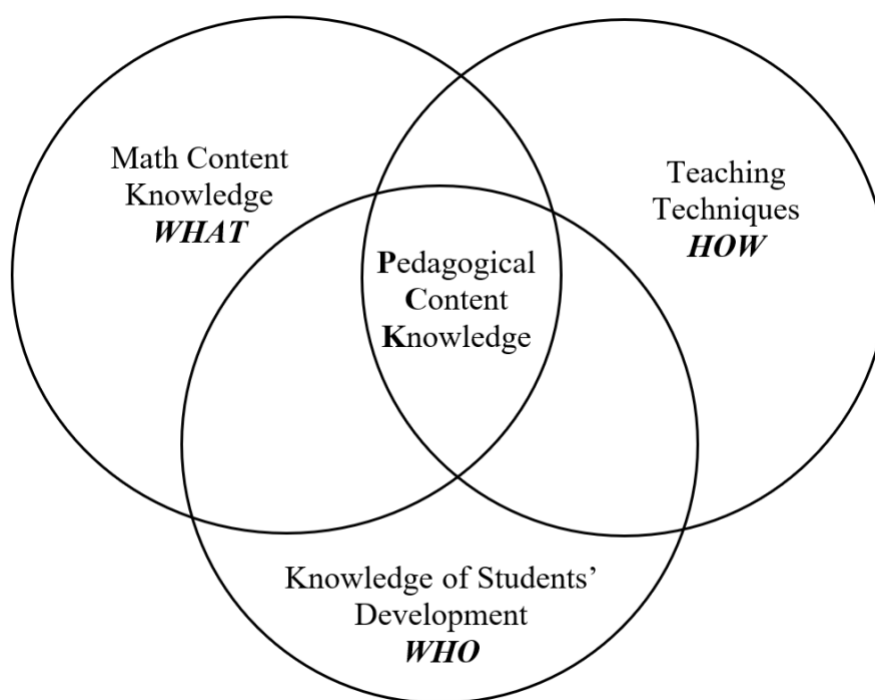 Math Content
Knowledge
WHAT
Teaching
Techniques
HOW
Pedagogical
Content
Knowledge
Knowledge of Students’
Development
WHO